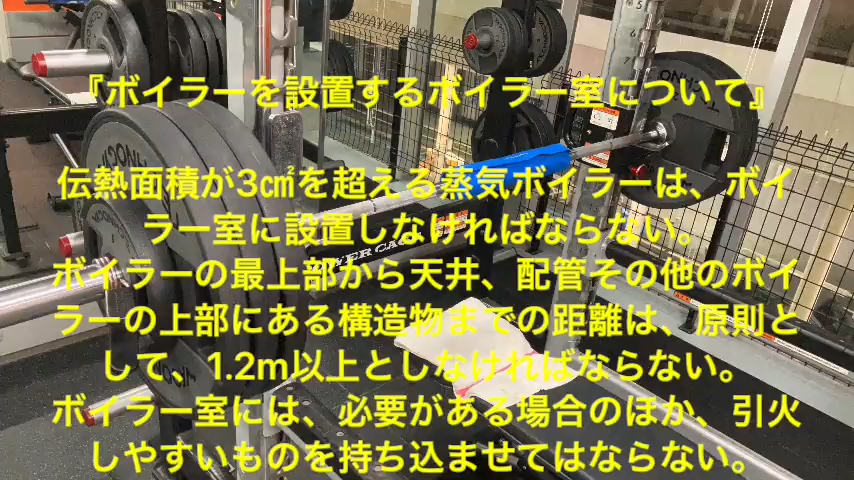 『ボイラーを設置するボイラー室について』
伝熱面積が3㎠を超える蒸気ボイラーは、ボイ
ラー室に設置しなければならない。
ボイラーの最上部から天井、配管その他のボイ
ラーの上部にある構造物までの距離は、原則と
して、1.2m以上としなければならない。
ボイラー室には、必要がある場合のほか、引火
しやすいものを持ち込ませてはならない。